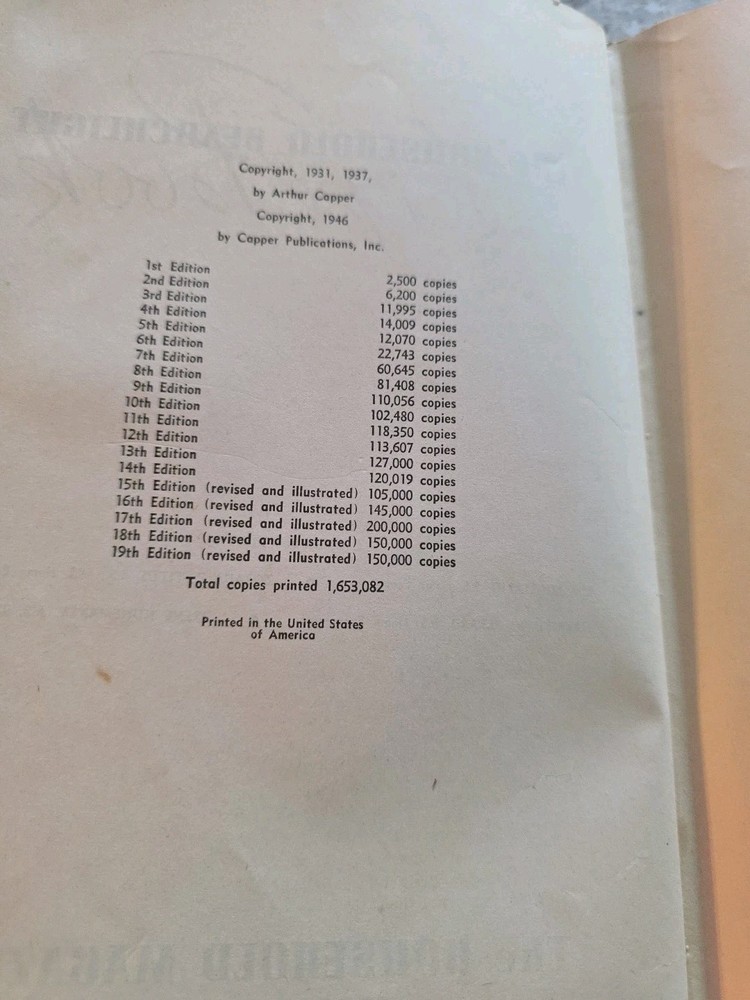 Copyright, 1931, 1937,
by Arthur Capper
Copyright, 1946
by Capper Publications, Inc.
1st Edition 2,500 copies
2nd Edition 6,200 copies
3rd Edition 11,995 copies
4th Edition 14,009 copies
5th Edition 12,070 copies
6th Edition 22,743 copies
7th Edition 60,645 copies
8th Edition 81,408 copies
9th Edition 110,056 copies
10th Edition 102,480 copies
11th Edition 118,350 copies
12th Edition 113,607 copies
13th Edition 127,000 copies
14th Edition 120,019 copies
15th Edition (revised and illustrated) 105,000 copies
16th Edition (revised and illustrated) 145,000 copies
17th Edition (revised and illustrated) 200,000 copies
18th Edition (revised and illustrated) 150,000 copies
19th Edition (revised and illustrated) 150,000 copies
Total copies printed 1,653,082
Printed in the United States
of America